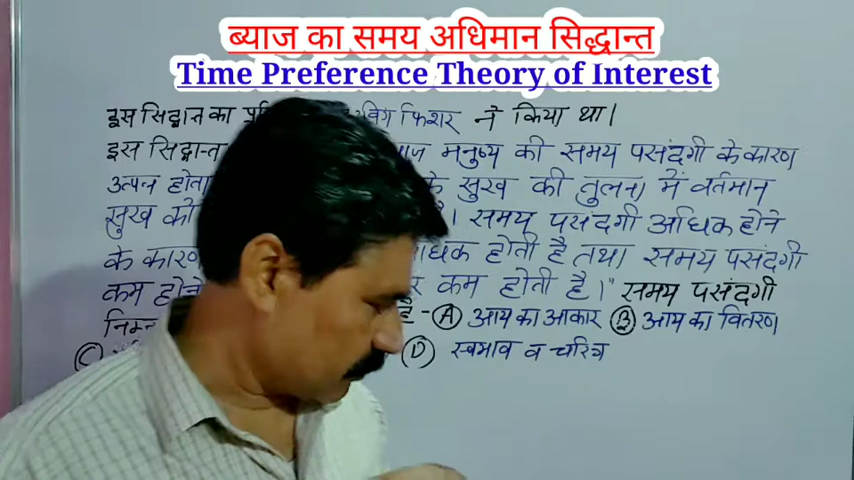 ब्याज का समय अधिमान सिद्धान्त
Time Preference Theory of Interest
इस सिद्धान्त का फिशर ने किया था।
इस सिद्धान्त मनुष्य की समय पसंदगी के कारण
उत्पन्न होता के सुख की तुलना में वर्तमान
सुख को है। समय पसंदगी अधिक होने
के कारण अधिक होती है तथा समय पसंदगी
कम होने कम होती है।" समय पसंदगी
है - (A) आय का आकार (B) आय का वितरण
(C) (D) स्वभाव व चरित्र